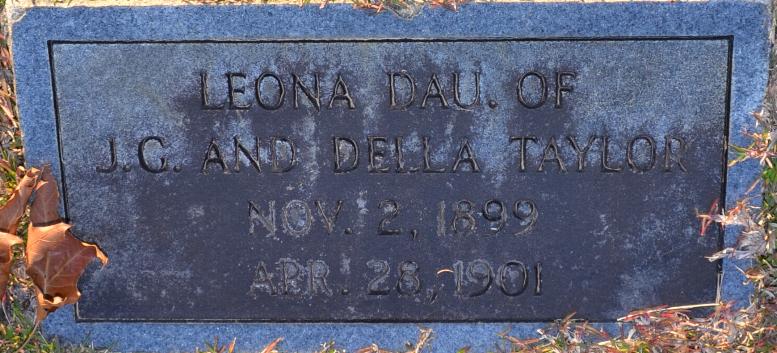 LEONA DAU. OF
J.C. AND DELLA TAYLOR
NOV. 2, 1899
APR. 28, 1901